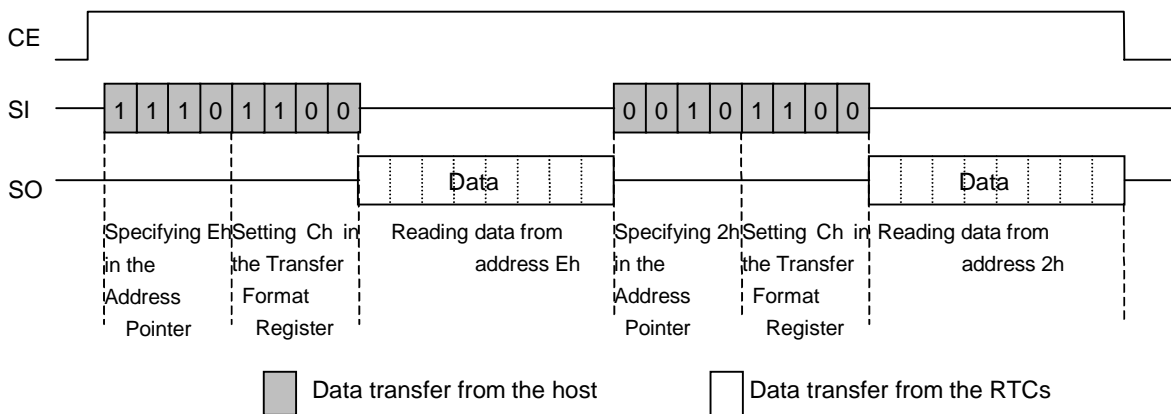 CE
SI
1 1 1 0 1 1 0 0
0 0 1 0 1 1 0 0
SO
Data
Data
Specifying Eh
in the
Address
Pointer
Setting Ch in
the Transfer
Format
Register
Reading data from
address Eh
Specifying 2h
in the
Address
Pointer
Setting Ch in
the Transfer
Format
Register
Reading data from
address 2h
Data transfer from the host
Data transfer from the RTCs